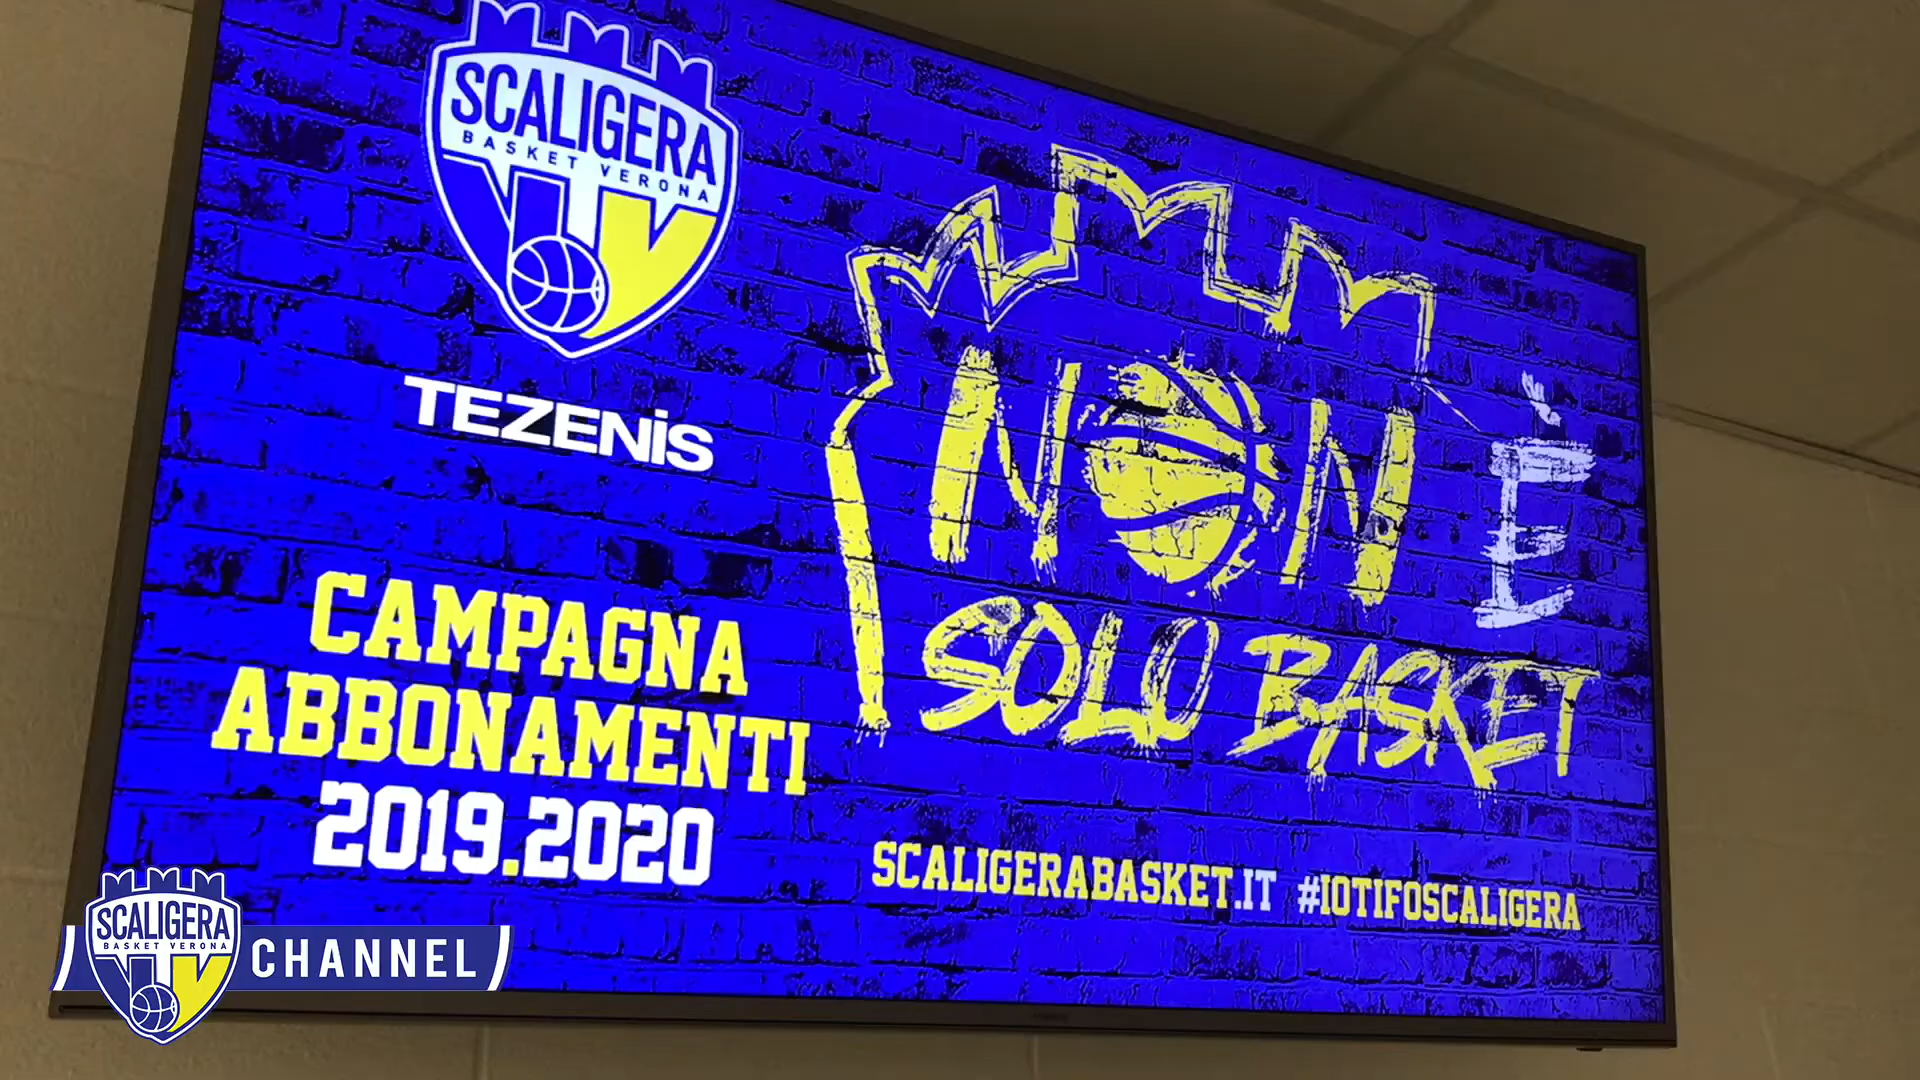 SCALIGERA
BASKET VERONA
TEZENIS
CAMPAGNA
ABBONAMENTI
2019.2020
NON È
SOLO BASKET
SCALIGERABASKET.IT #IOTIFOSCALIGERA
SCALIGERA
BASKET VERONA
CHANNEL